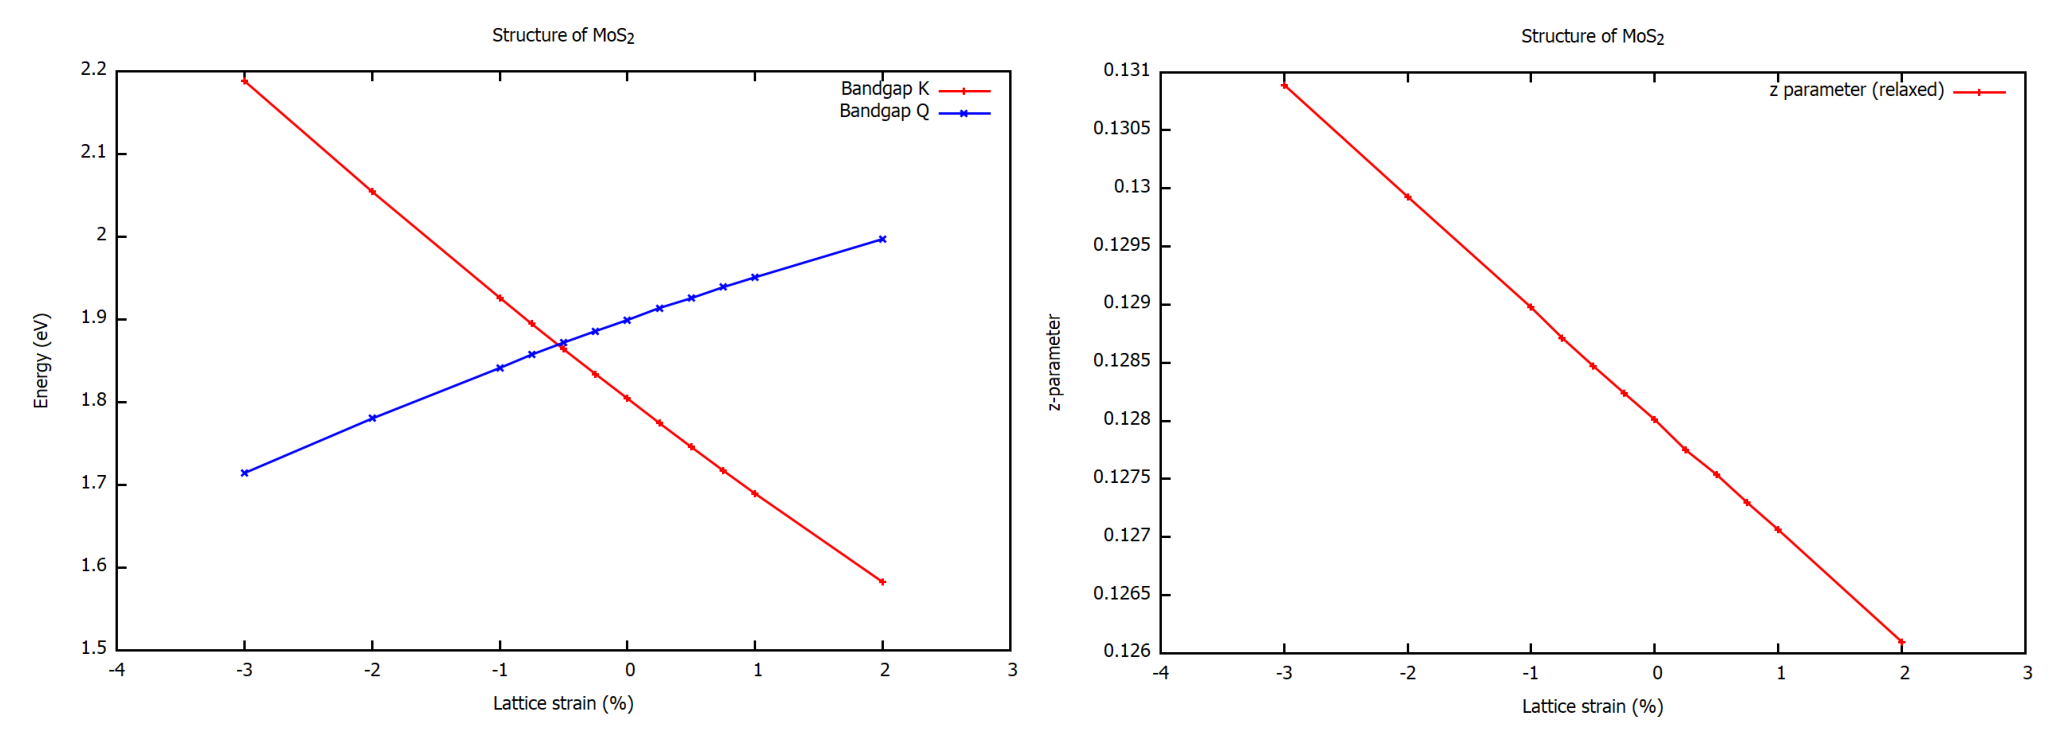 Structure of MoS2
2.2
2.1
2
1.9
1.8
1.7
1.6
1.5
Energy (eV)
-4 -3 -2 -1 0 1 2 3
Lattice strain (%)
Bandgap K
Bandgap Q
Structure of MoS2
0.131
0.1305
0.13
0.1295
0.129
0.1285
0.128
0.1275
0.127
0.1265
0.126
z-parameter
-4 -3 -2 -1 0 1 2 3
Lattice strain (%)
z parameter (relaxed)